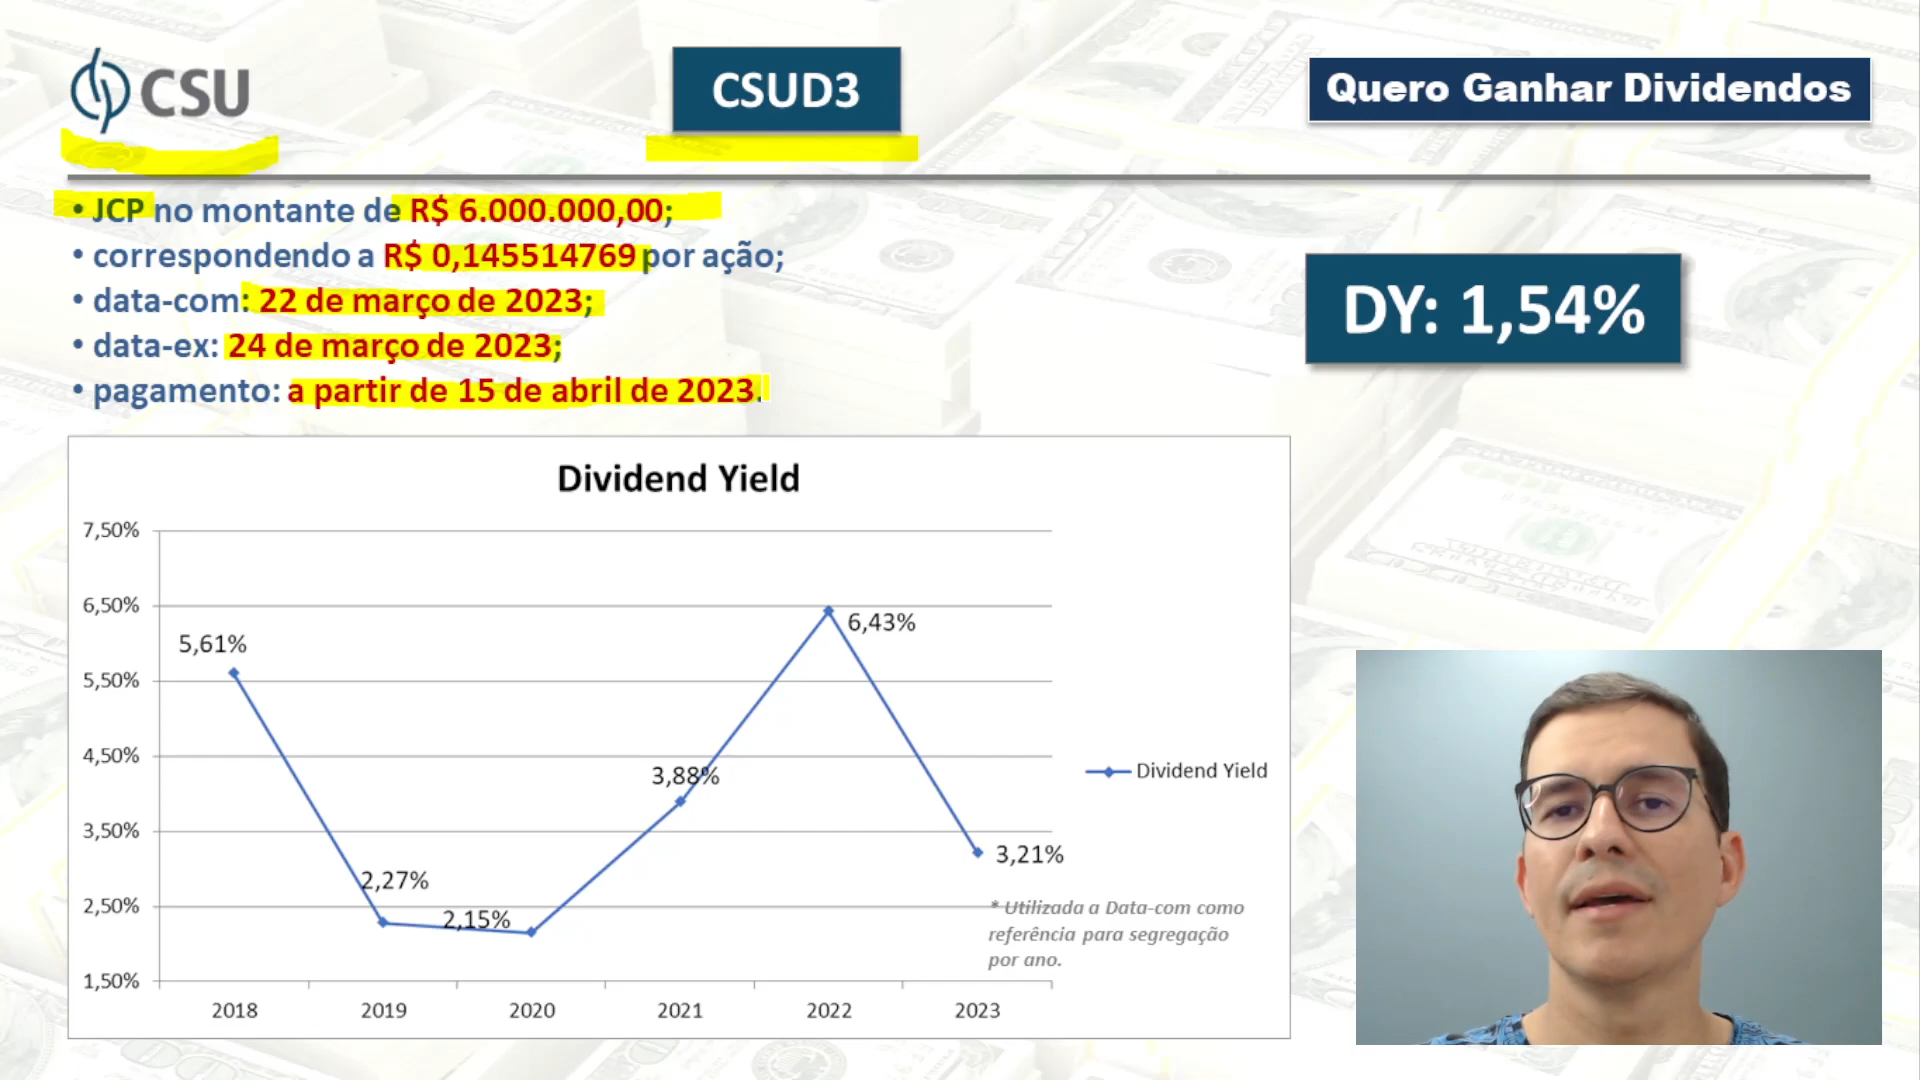 CSU
CSUD3
Quero Ganhar Dividendos
• JCP no montante de R$ 6.000.000,00;
• correspondendo a R$ 0,145514769 por ação;
• data-com: 22 de março de 2023;
• data-ex: 24 de março de 2023;
• pagamento: a partir de 15 de abril de 2023.
DY: 1,54%
Dividend Yield
7,50%
6,50%
5,50%
4,50%
3,50%
2,50%
1,50%
5,61%
2,27%
2,15%
3,88%
6,43%
3,21%
Dividend Yield
* Utilizada a Data-com como
referência para segregação
por ano.
2018 2019 2020 2021 2022 2023